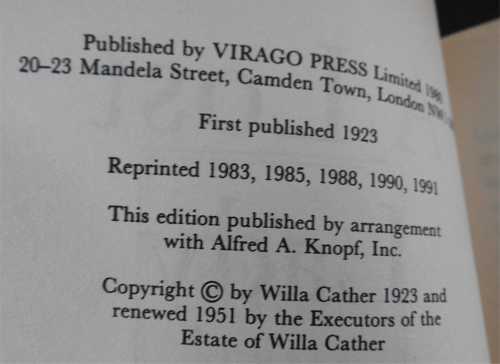 Published by VIRAGO PRESS Limited 1980
20–23 Mandela Street, Camden Town, London
First published 1923
Reprinted 1983, 1985, 1988, 1990, 1991
This edition published by arrangement
with Alfred A. Knopf, Inc.
Copyright © by Willa Cather 1923 and
renewed 1951 by the Executors of the
Estate of Willa Cather